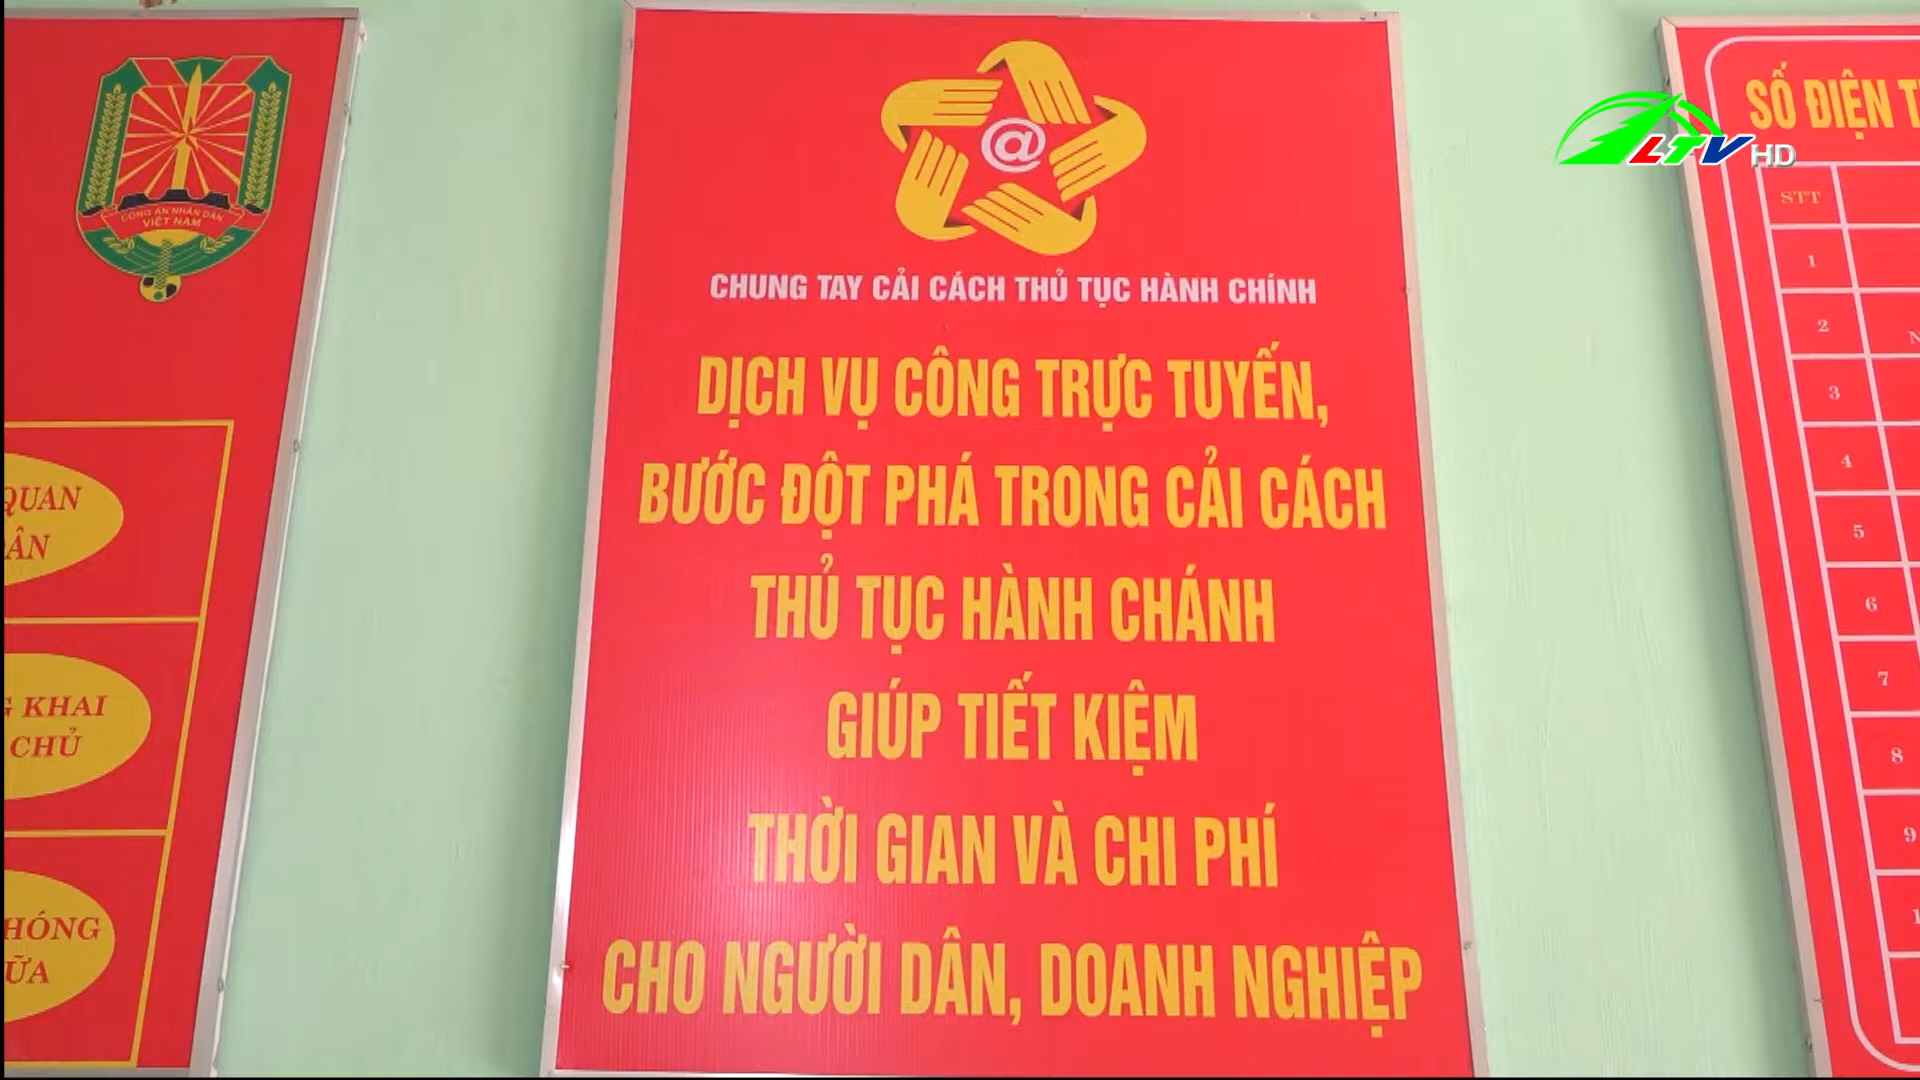 CÔNG AN NHÂN DÂN
VIỆT NAM
QUAN
KHAI
CHỦ
@
CHUNG TAY CẢI CÁCH THỦ TỤC HÀNH CHÍNH
DỊCH VỤ CÔNG TRỰC TUYẾN,
BƯỚC ĐỘT PHÁ TRONG CẢI CÁCH
THỦ TỤC HÀNH CHÁNH
GIÚP TIẾT KIỆM
THỜI GIAN VÀ CHI PHÍ
CHO NGƯỜI DÂN, DOANH NGHIỆP
LTV HD
SỐ ĐIỆN
STT
1
2
3
4
5
6
7
8
9